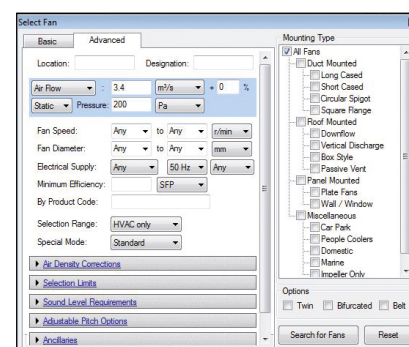 Select Fan
Basic
Advanced
Location:
Designation:
Air Flow : 3.4 m³/s + 0 %
Static Pressure: 200 Pa
Fan Speed: Any to Any r/min
Fan Diameter: Any to Any mm
Electrical Supply: Any 50 Hz Any
Minimum Efficiency: SFP
By Product Code:
Selection Range: HVAC only
Special Mode: Standard
Air Density Corrections
Selection Limits
Sound Level Requirements
Adjustable Pitch Options
Ancillaries
Mounting Type
All Fans
Duct Mounted
Long Cased
Short Cased
Circular Spigot
Square Flange
Roof Mounted
Downflow
Vertical Discharge
Box Style
Passive Vent
Panel Mounted
Plate Fans
Wall / Window
Miscellaneous
Car Park
People Coolers
Domestic
Marine
Impeller Only
Options
Twin Bifurcated Belt
Search for Fans
Reset